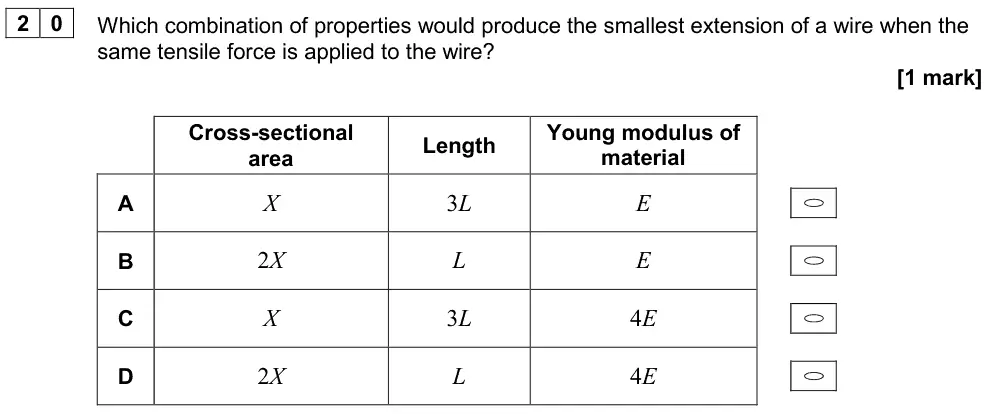 2 0 Which combination of properties would produce the smallest extension of a wire when the
same tensile force is applied to the wire?
[1 mark]
Cross-sectional area Length Young modulus of material
A X 3L E
B 2X L E
C X 3L 4E
D 2X L 4E